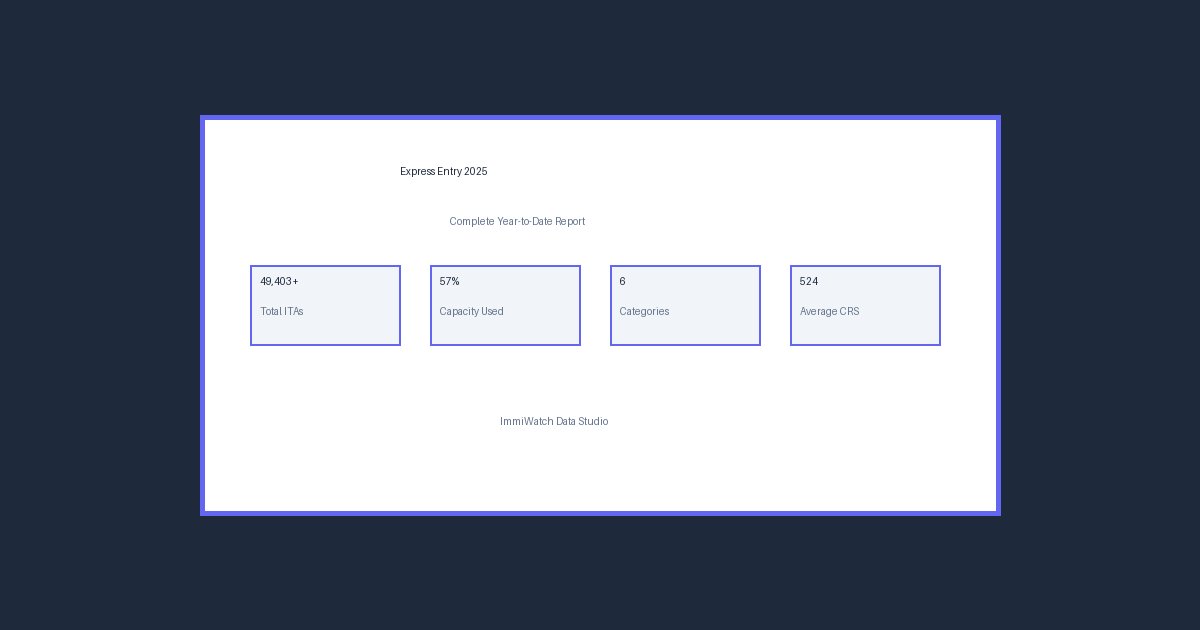 Express Entry 2025
Complete Year-to-Date Report
49,403+
Total ITAs
57%
Capacity Used
6
Categories
524
Average CRS
ImmiWatch Data Studio